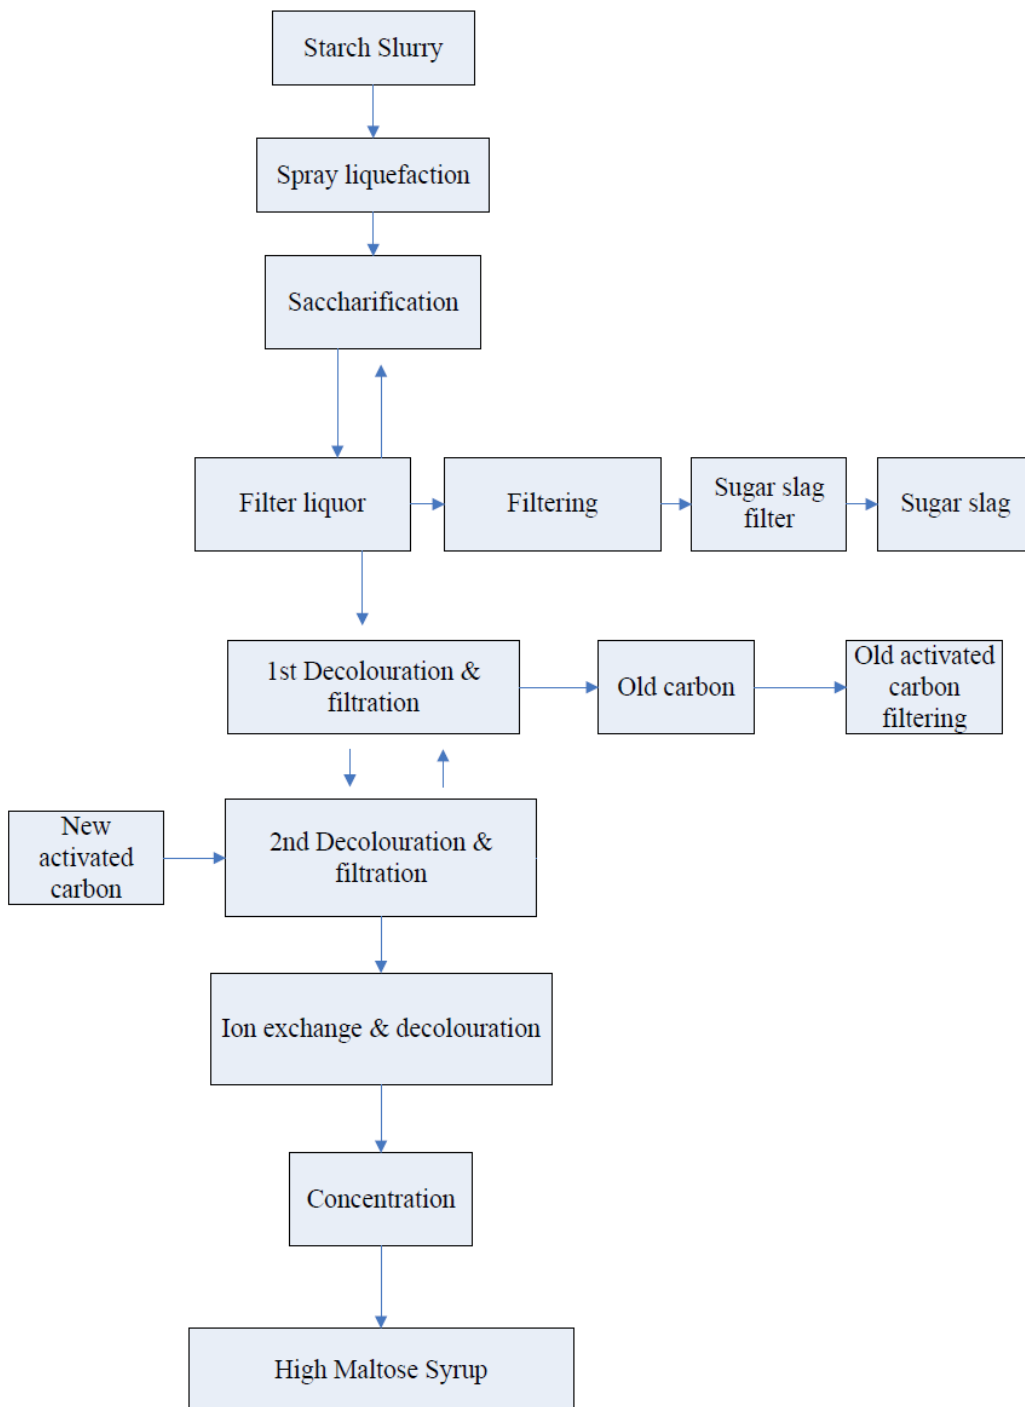 Starch Slurry
Spray liquefaction
Saccharification
Filter liquor
Filtering
Sugar slag
filter
Sugar slag
1st Decolouration &
filtration
Old carbon
Old activated
carbon
filtering
New
activated
carbon
2nd Decolouration &
filtration
Ion exchange & decolouration
Concentration
High Maltose Syrup